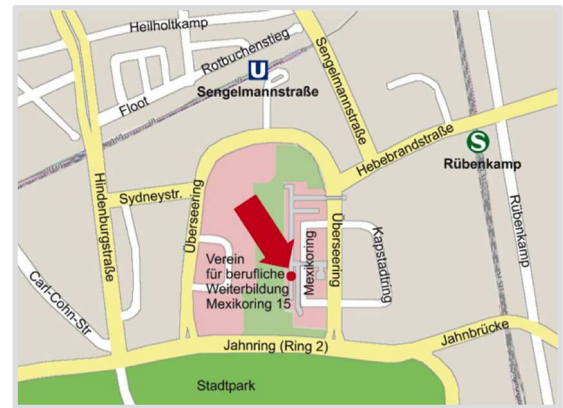 Heilholtkamp
Rotbuchenstieg
Sengelmannstraße
U
Sengelmannstraße
Floot
Hebebrandstraße
S
Rübenkamp
Hindenburgstraße
Sydneystr.
Überseering
Überseering
Mexikoring
Kapstadtring
Rübenkamp
Verein
für berufliche
Weiterbildung
Mexikoring 15
Carl-Cohn-Str
Jahnring (Ring 2)
Jahnbrücke
Stadtpark